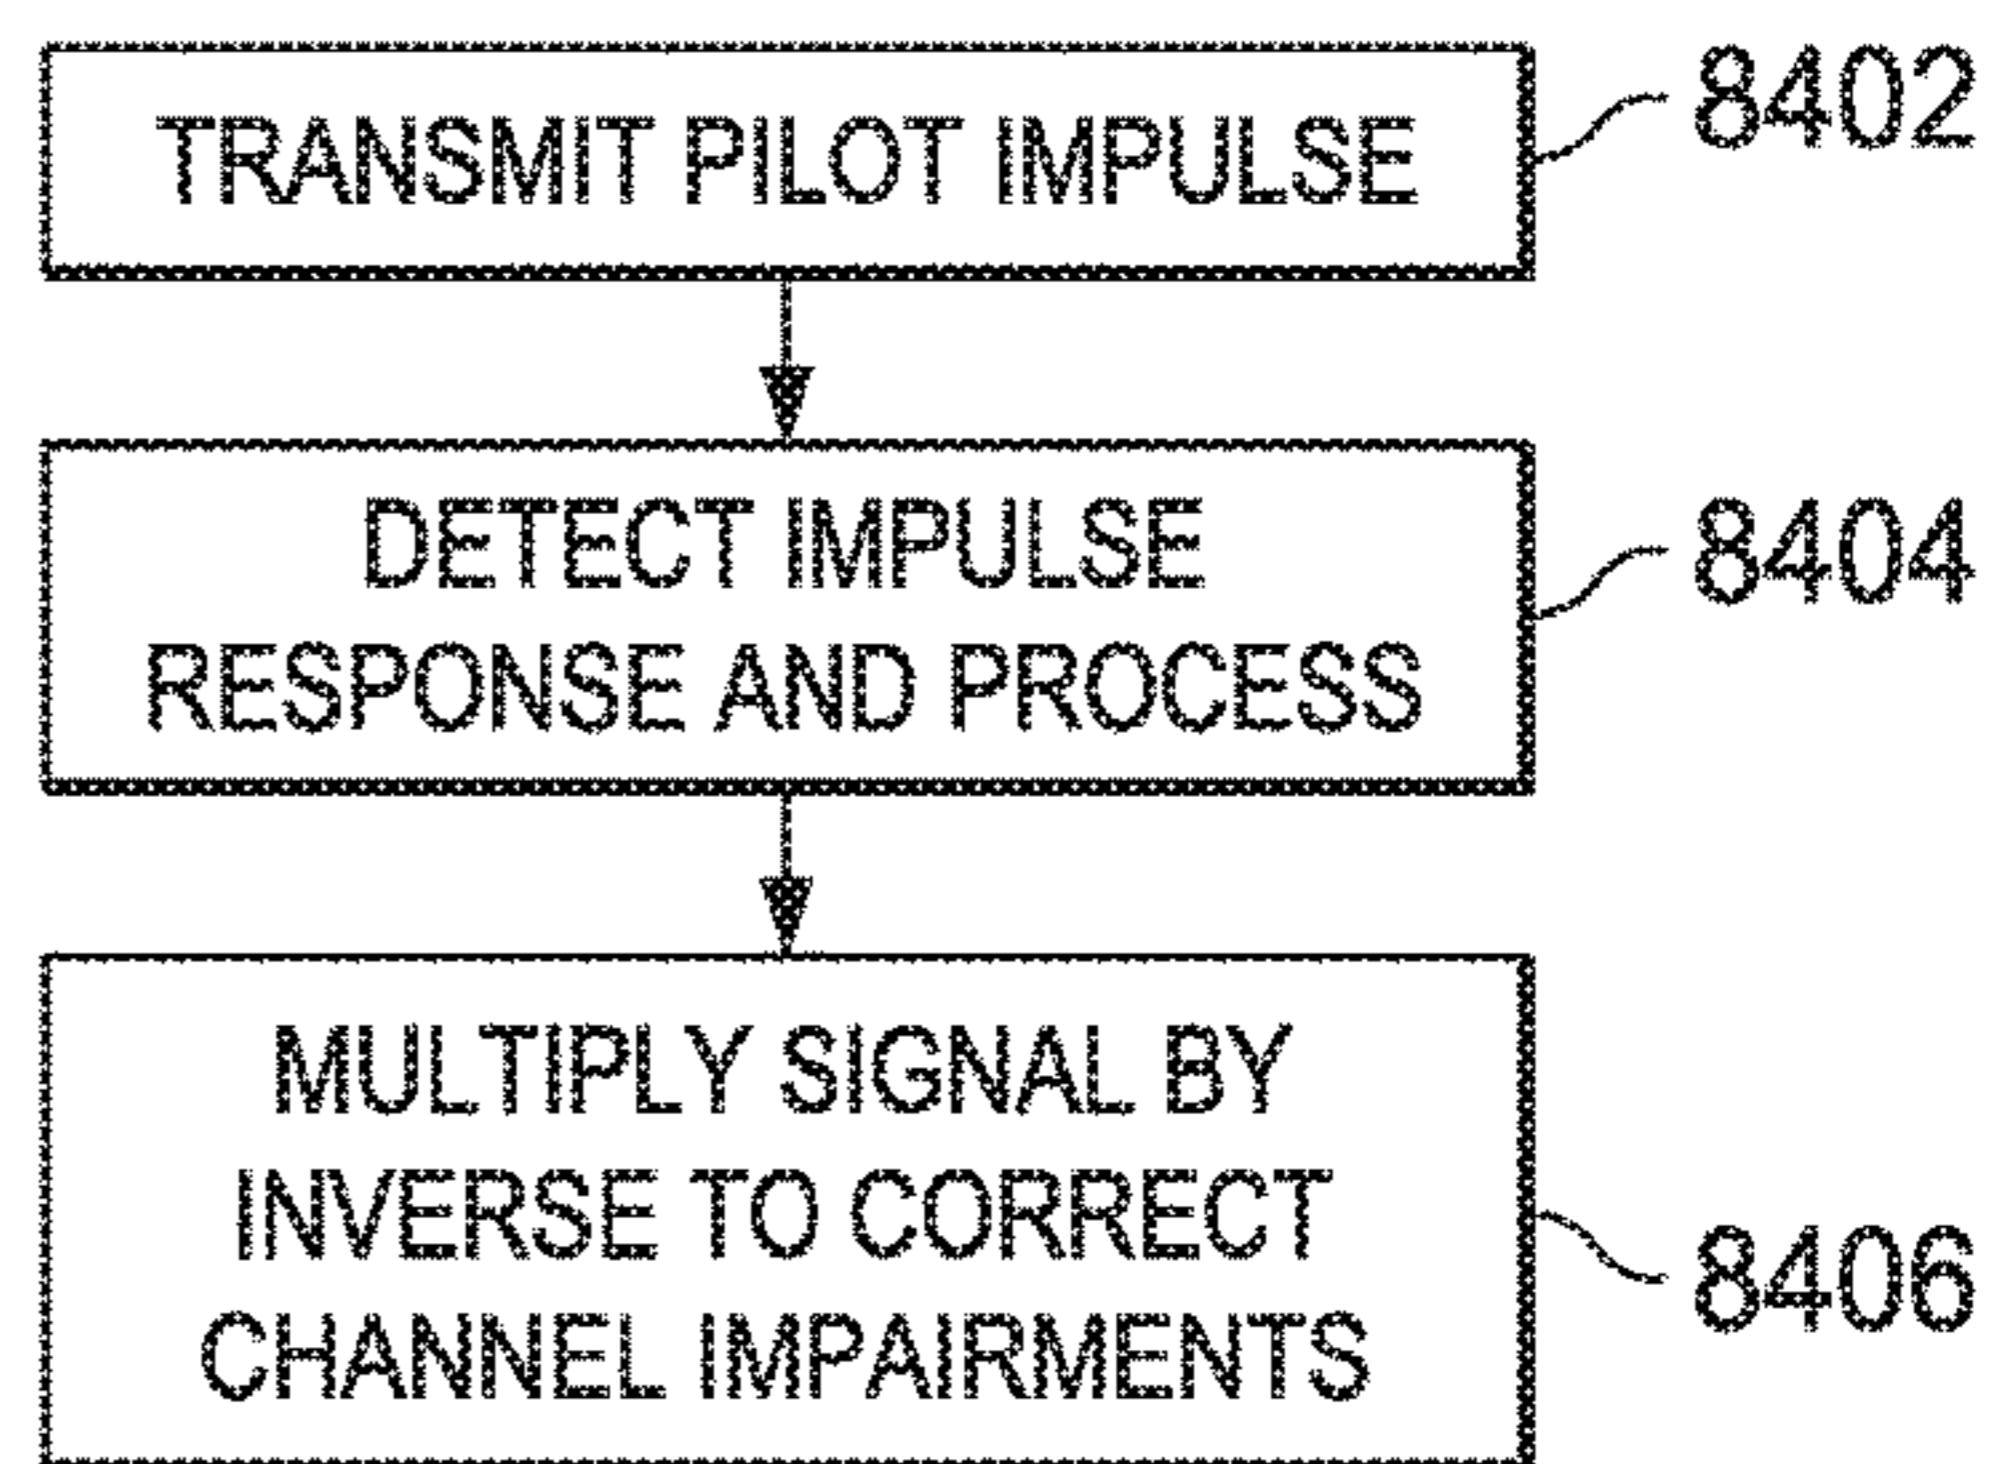 TRANSMIT PILOT IMPULSE
8402
DETECT IMPULSE
RESPONSE AND PROCESS
8404
MULTIPLY SIGNAL BY
INVERSE TO CORRECT
CHANNEL IMPAIRMENTS
8406